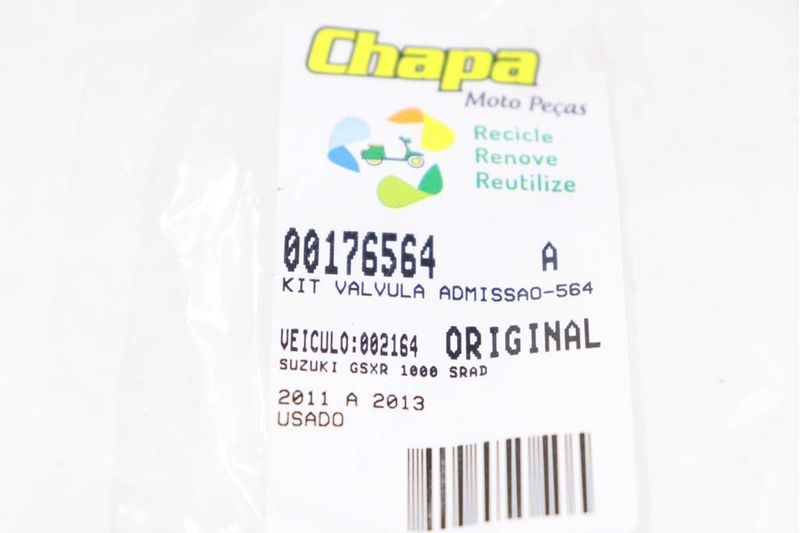 Chapa
Moto Peças
Recicle
Renove
Reutilize
00176564 A
KIT VALVULA ADMISSAO-564
VEICULO:002164 ORIGINAL
SUZUKI GSXR 1000 SRAD
2011 A 2013
USADO